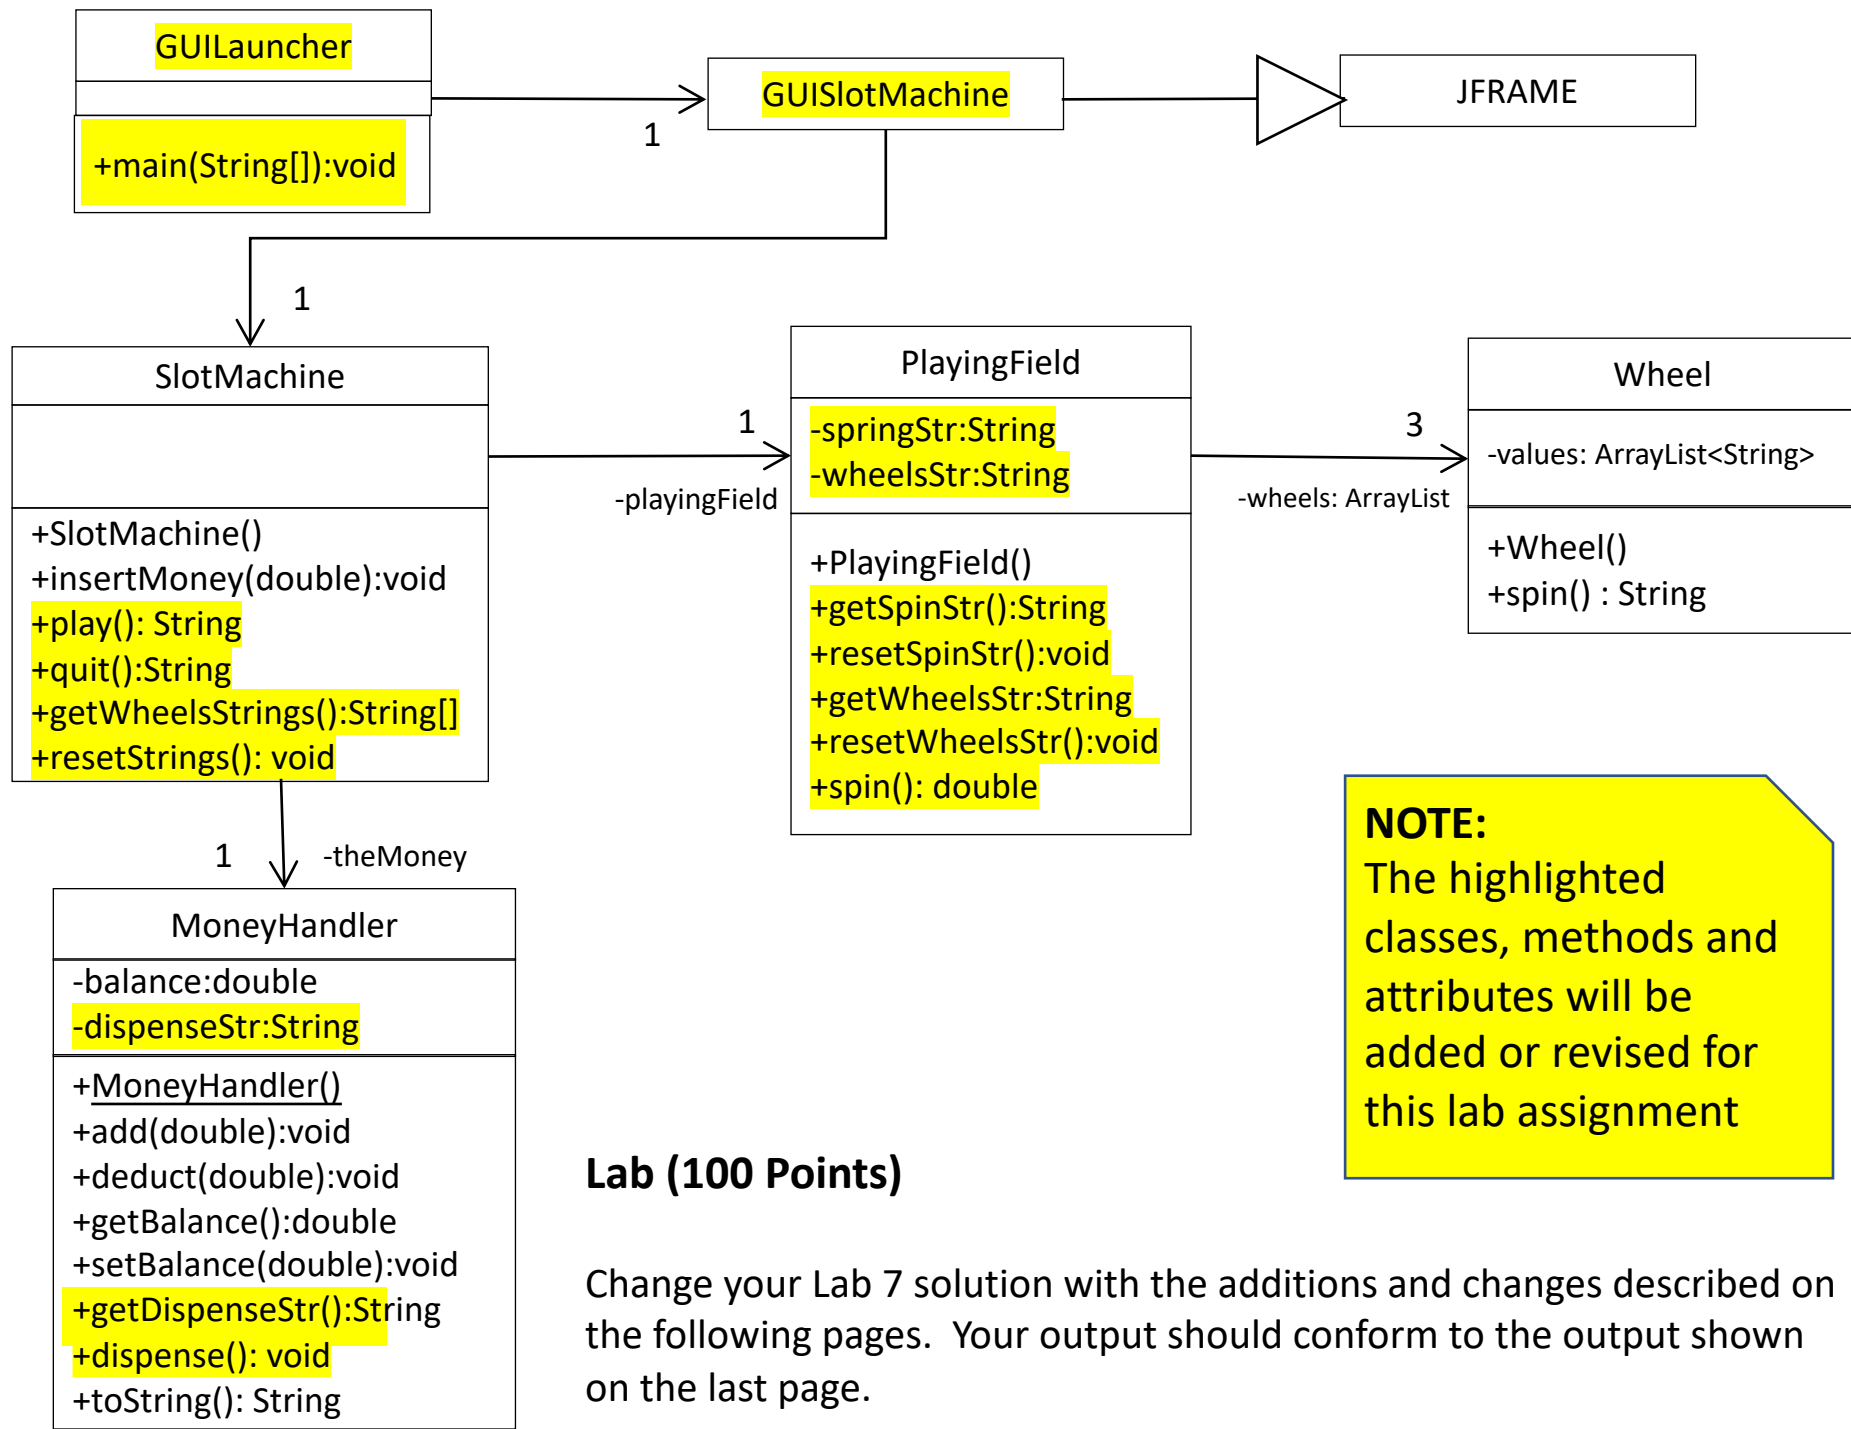 GUILauncher
+main(String[]):void
1
GUISlotMachine
JFRAME
1
SlotMachine
+SlotMachine()
+insertMoney(double):void
+play(): String
+quit():String
+getWheelsStrings():String[]
+resetStrings(): void
1
-playingField
PlayingField
-springStr:String
-wheelsStr:String
+PlayingField()
+getSpinStr():String
+resetSpinStr():void
+getWheelsStr:String
+resetWheelsStr():void
+spin(): double
3
-wheels: ArrayList
Wheel
-values: ArrayList<String>
+Wheel()
+spin() : String
1
-theMoney
MoneyHandler
-balance:double
-dispenseStr:String
+MoneyHandler()
+add(double):void
+deduct(double):void
+getBalance():double
+setBalance(double):void
+getDispenseStr():String
+dispense(): void
+toString(): String
NOTE:
The highlighted
classes, methods and
attributes will be
added or revised for
this lab assignment
Lab (100 Points)
Change your Lab 7 solution with the additions and changes described on
the following pages.  Your output should conform to the output shown
on the last page.